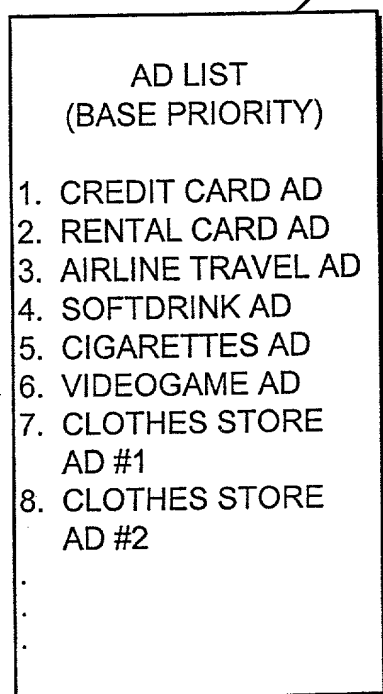 AD LIST
(BASE PRIORITY)
1. CREDIT CARD AD
2. RENTAL CARD AD
3. AIRLINE TRAVEL AD
4. SOFTDRINK AD
5. CIGARETTES AD
6. VIDEOGAME AD
7. CLOTHES STORE
AD #1
8. CLOTHES STORE
AD #2
.
.
.